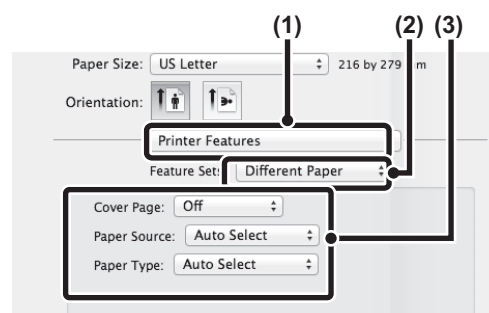 (1) (2) (3)
Paper Size: US Letter 216 by 279 m
Orientation:
Printer Features
Feature Set: Different Paper
Cover Page: Off
Paper Source: Auto Select
Paper Type: Auto Select